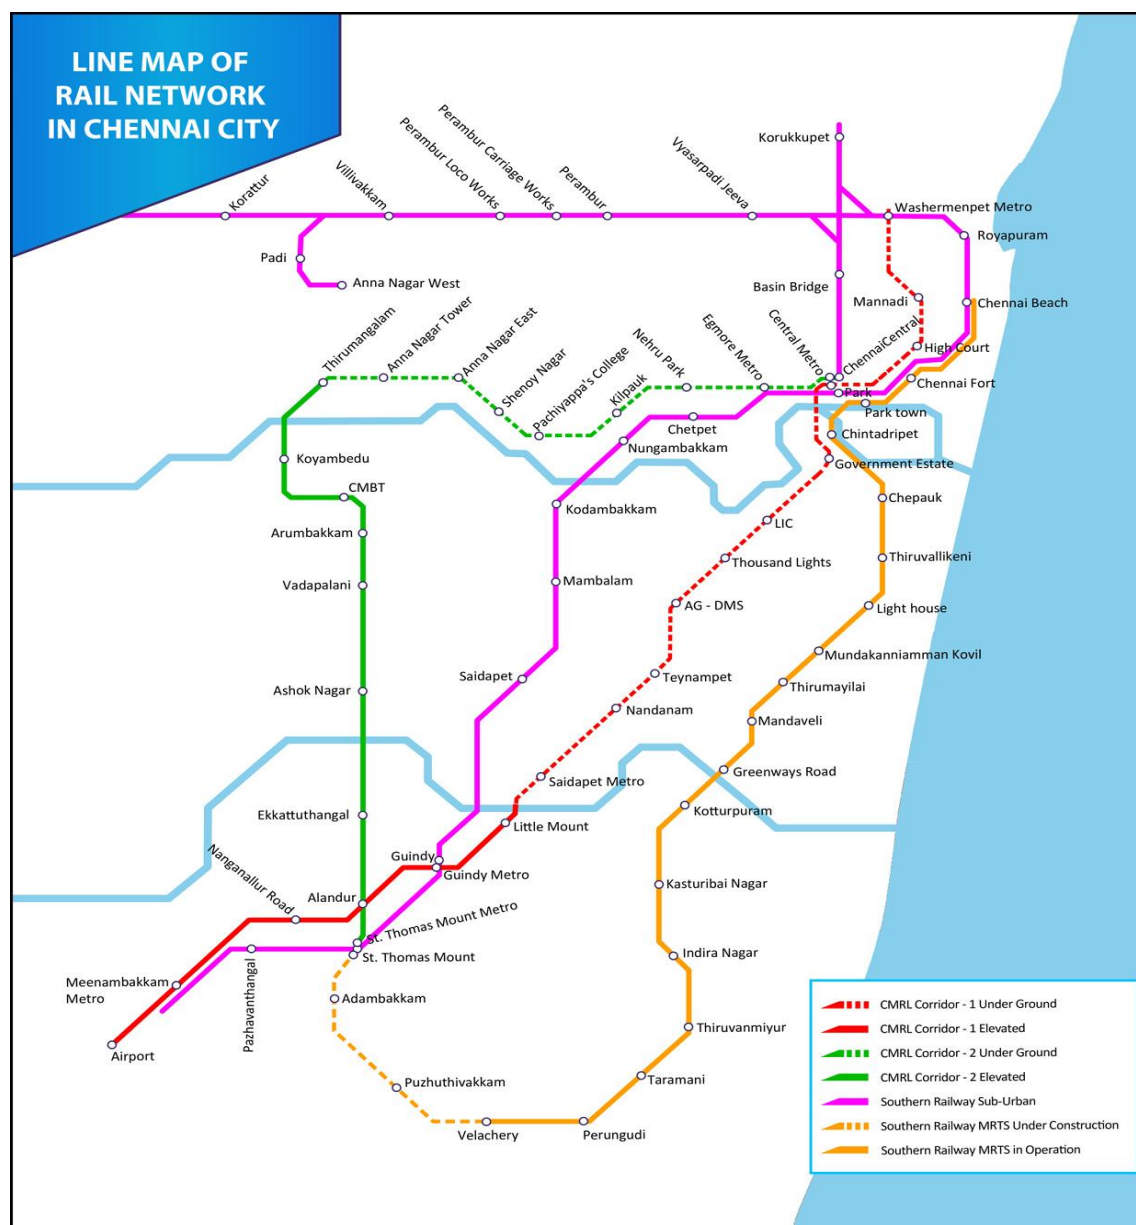 LINE MAP OF
RAIL NETWORK
IN CHENNAI CITY
Korattur
Villivakkam
Perambur Loco Works
Perambur Carriage Works
Perambur
Vyasarpadi Jeeva
Korukkupet
Washermenpet Metro
Royapuram
Padi
Anna Nagar West
Basin Bridge
Mannadi
Chennai Beach
Thirumangalam
Anna Nagar Tower
Anna Nagar East
Shenoy Nagar
Pachiyappa's College
Kilpauk
Nehru Park
Egmore Metro
Central Metro
ChennaiCentral
High Court
Chennai Fort
Park
Park town
Chetpet
Nungambakkam
Chintadripet
Koyambedu
Government Estate
CMBT
Kodambakkam
Chepauk
LIC
Arumbakkam
Thousand Lights
Thiruvallikeni
Vadapalani
Mambalam
AG - DMS
Light house
Mundakanniamman Kovil
Saidapet
Teynampet
Thirumayilai
Ashok Nagar
Nandanam
Mandaveli
Saidapet Metro
Greenways Road
Ekkattuthangal
Little Mount
Kotturpuram
Guindy
Guindy Metro
Nanganallur Road
Alandur
Kasturibai Nagar
St. Thomas Mount Metro
St. Thomas Mount
Indira Nagar
Meenambakkam
Metro
Pazhavanthangal
Adambakkam
Airport
Thiruvanmiyur
Puzhuthivakkam
Taramani
Velachery
Perungudi
CMRL Corridor - 1 Under Ground
CMRL Corridor - 1 Elevated
CMRL Corridor - 2 Under Ground
CMRL Corridor - 2 Elevated
Southern Railway Sub-Urban
Southern Railway MRTS Under Construction
Southern Railway MRTS in Operation